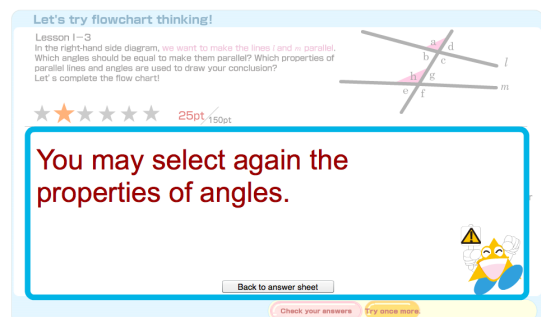 Let's try flowchart thinking!
Lesson I-3
In the right-hand side diagram, we want to make the lines l and m parallel.
Which angles should be equal to make them parallel? Which properties of
parallel lines and angles are used to draw your conclusion?
Let's complete the flow chart!
a
d
b
c
l
h
g
m
e
f
25pt/150pt
You may select again the
properties of angles.
Back to answer sheet
Check your answers
Try once more.